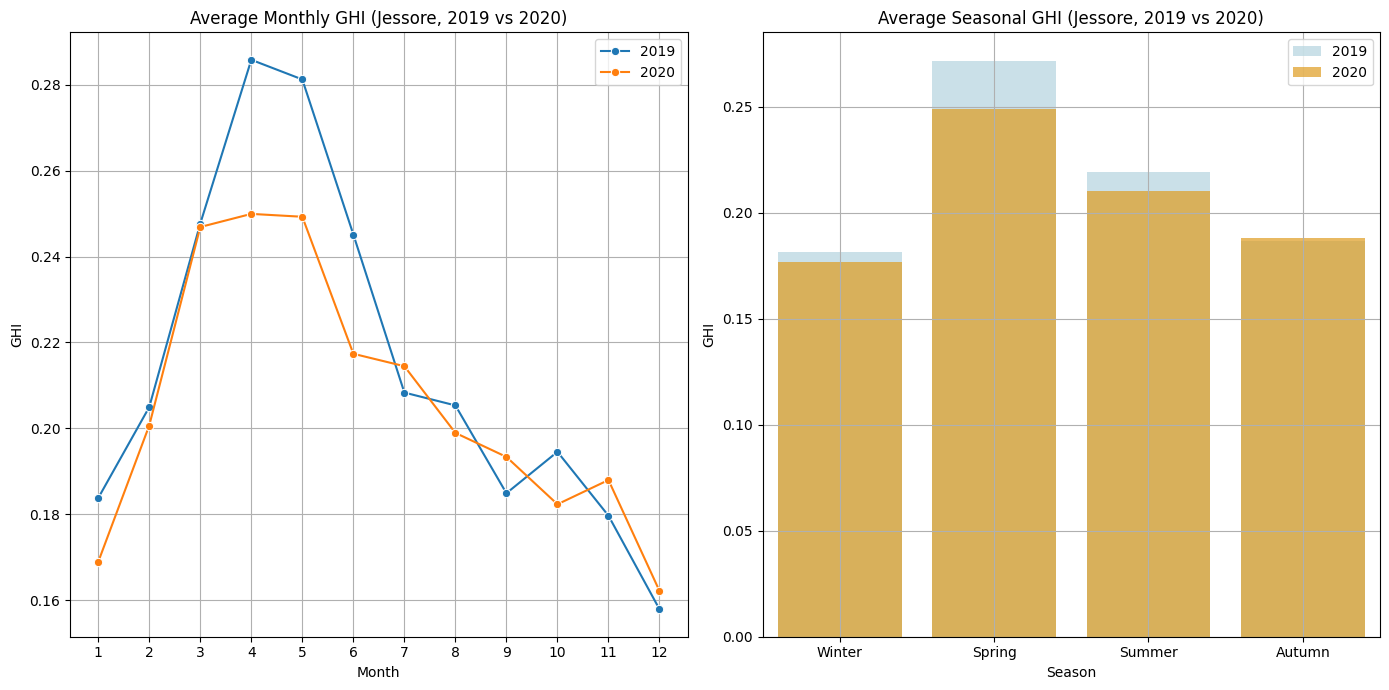 Average Monthly GHI (Jessore, 2019 vs 2020)
2019
2020
GHI
0.28
0.26
0.24
0.22
0.20
0.18
0.16
1 2 3 4 5 6 7 8 9 10 11 12
Month
Average Seasonal GHI (Jessore, 2019 vs 2020)
2019
2020
GHI
0.25
0.20
0.15
0.10
0.05
0.00
Winter Spring Summer Autumn
Season